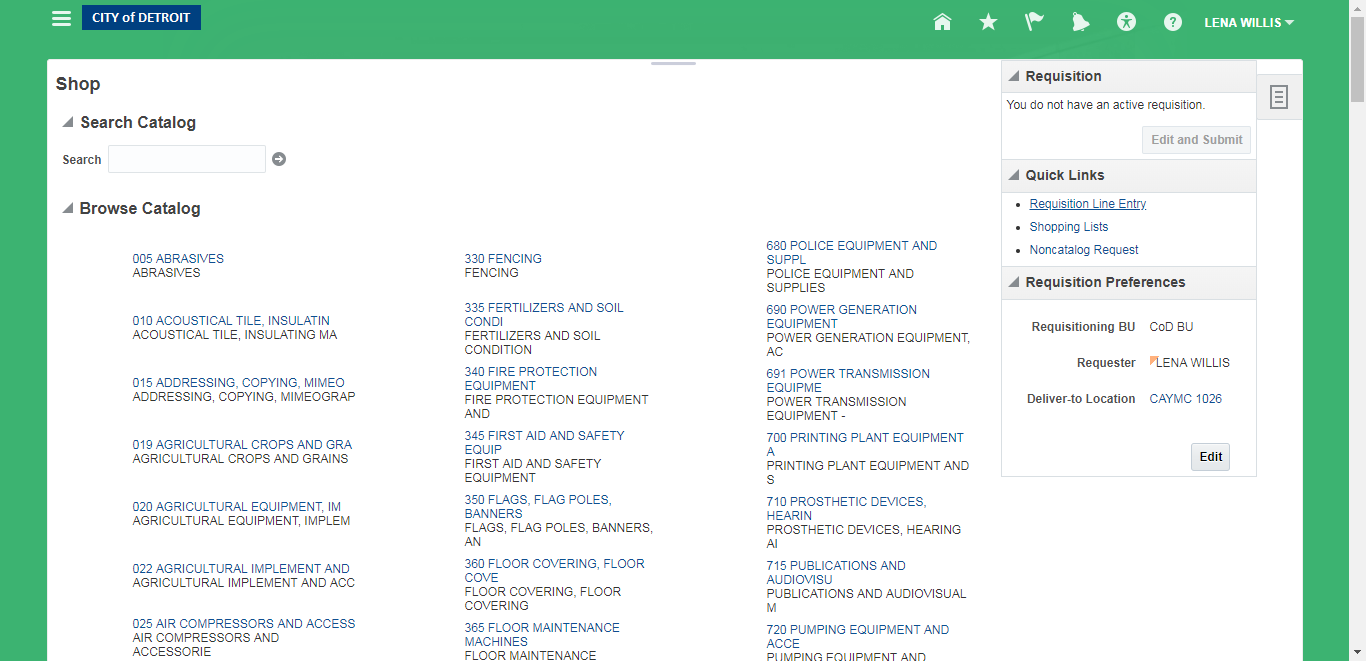 CITY of DETROIT
LENA WILLIS
Shop
Search Catalog
Search
Browse Catalog
005 ABRASIVES
ABRASIVES
010 ACOUSTICAL TILE, INSULATIN
ACOUSTICAL TILE, INSULATING MA
015 ADDRESSING, COPYING, MIMEO
ADDRESSING, COPYING, MIMEOGRAP
019 AGRICULTURAL CROPS AND GRA
AGRICULTURAL CROPS AND GRAINS
020 AGRICULTURAL EQUIPMENT, IM
AGRICULTURAL EQUIPMENT, IMPLEM
022 AGRICULTURAL IMPLEMENT AND
AGRICULTURAL IMPLEMENT AND ACC
025 AIR COMPRESSORS AND ACCESS
AIR COMPRESSORS AND
ACCESSORIE
330 FENCING
FENCING
335 FERTILIZERS AND SOIL
CONDI
FERTILIZERS AND SOIL
CONDITION
340 FIRE PROTECTION
EQUIPMENT
FIRE PROTECTION EQUIPMENT
AND
345 FIRST AID AND SAFETY
EQUIP
FIRST AID AND SAFETY
EQUIPMENT
350 FLAGS, FLAG POLES,
BANNERS
FLAGS, FLAG POLES, BANNERS,
AN
360 FLOOR COVERING, FLOOR
COVE
FLOOR COVERING, FLOOR
COVERING
365 FLOOR MAINTENANCE
MACHINES
FLOOR MAINTENANCE
680 POLICE EQUIPMENT AND
SUPPL
POLICE EQUIPMENT AND
SUPPLIES
690 POWER GENERATION
EQUIPMENT
POWER GENERATION EQUIPMENT,
AC
691 POWER TRANSMISSION
EQUIPME
POWER TRANSMISSION
EQUIPMENT -
700 PRINTING PLANT EQUIPMENT
A
PRINTING PLANT EQUIPMENT AND
S
710 PROSTHETIC DEVICES,
HEARIN
PROSTHETIC DEVICES, HEARING
AI
715 PUBLICATIONS AND
AUDIOVISU
PUBLICATIONS AND AUDIOVISUAL
M
720 PUMPING EQUIPMENT AND
ACCE
PUMPING EQUIPMENT AND
Requisition
You do not have an active requisition.
Edit and Submit
Quick Links
Requisition Line Entry
Shopping Lists
Noncatalog Request
Requisition Preferences
Requisitioning BU CoD BU
Requester LENA WILLIS
Deliver-to Location CAYMC 1026
Edit